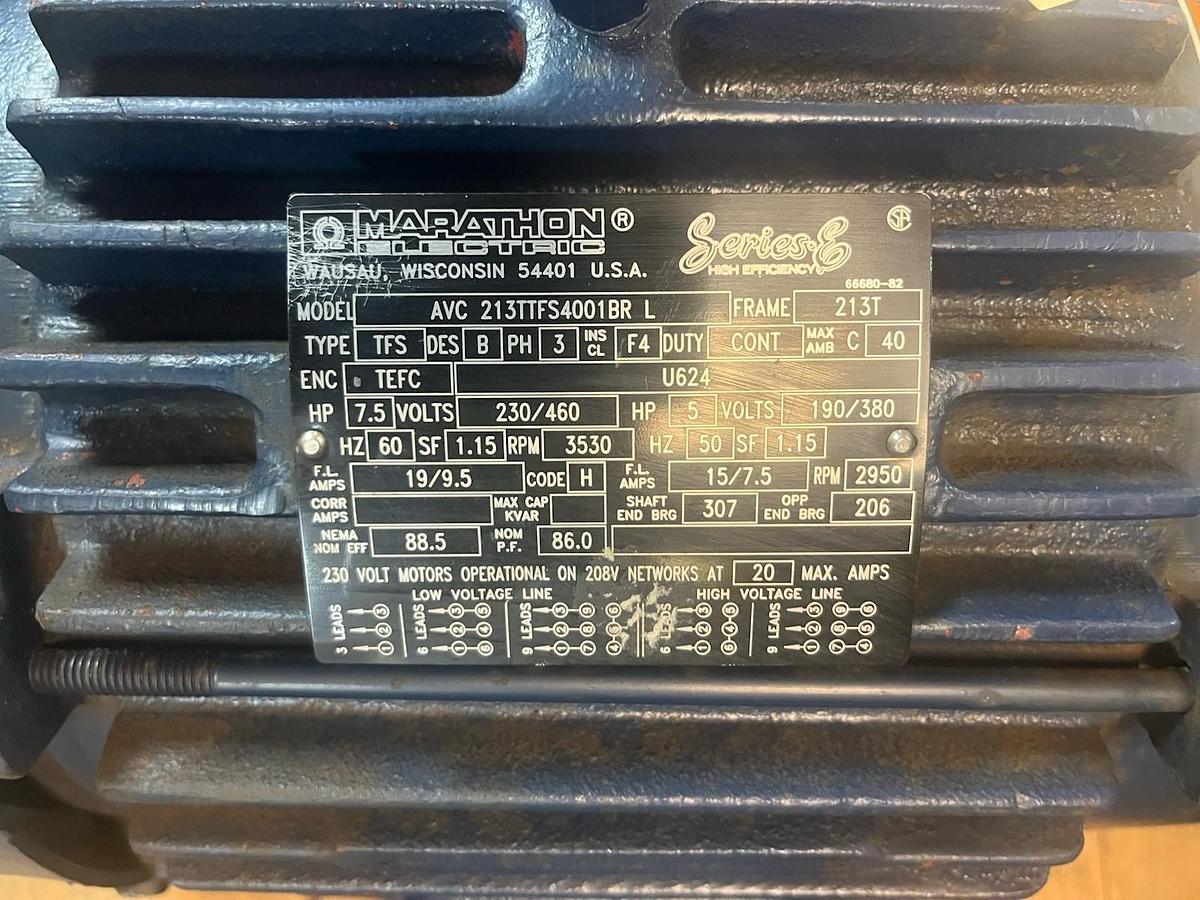 MARATHON®
ELECTRIC
WAUSAU, WISCONSIN 54401 U.S.A.
Series·E
HIGH EFFICIENCY
SA
66680-82
MODEL AVC 213TTFS4001BR L FRAME 213T
TYPE TFS DES B PH 3 INS CL F4 DUTY CONT MAX AMB C 40
ENC TEFC U624
HP 7.5 VOLTS 230/460 HP 5 VOLTS 190/380
HZ 60 SF 1.15 RPM 3530 HZ 50 SF 1.15
F.L. AMPS 19/9.5 CODE H F.L. AMPS 15/7.5 RPM 2950
CORR AMPS MAX CAP KVAR SHAFT END BRG 307 OPP END BRG 206
NEMA NOM EFF 88.5 NOM P.F. 86.0
230 VOLT MOTORS OPERATIONAL ON 208V NETWORKS AT 20 MAX. AMPS
LOW VOLTAGE LINE HIGH VOLTAGE LINE
3 LEADS 6 LEADS 9 LEADS 6 LEADS 9 LEADS